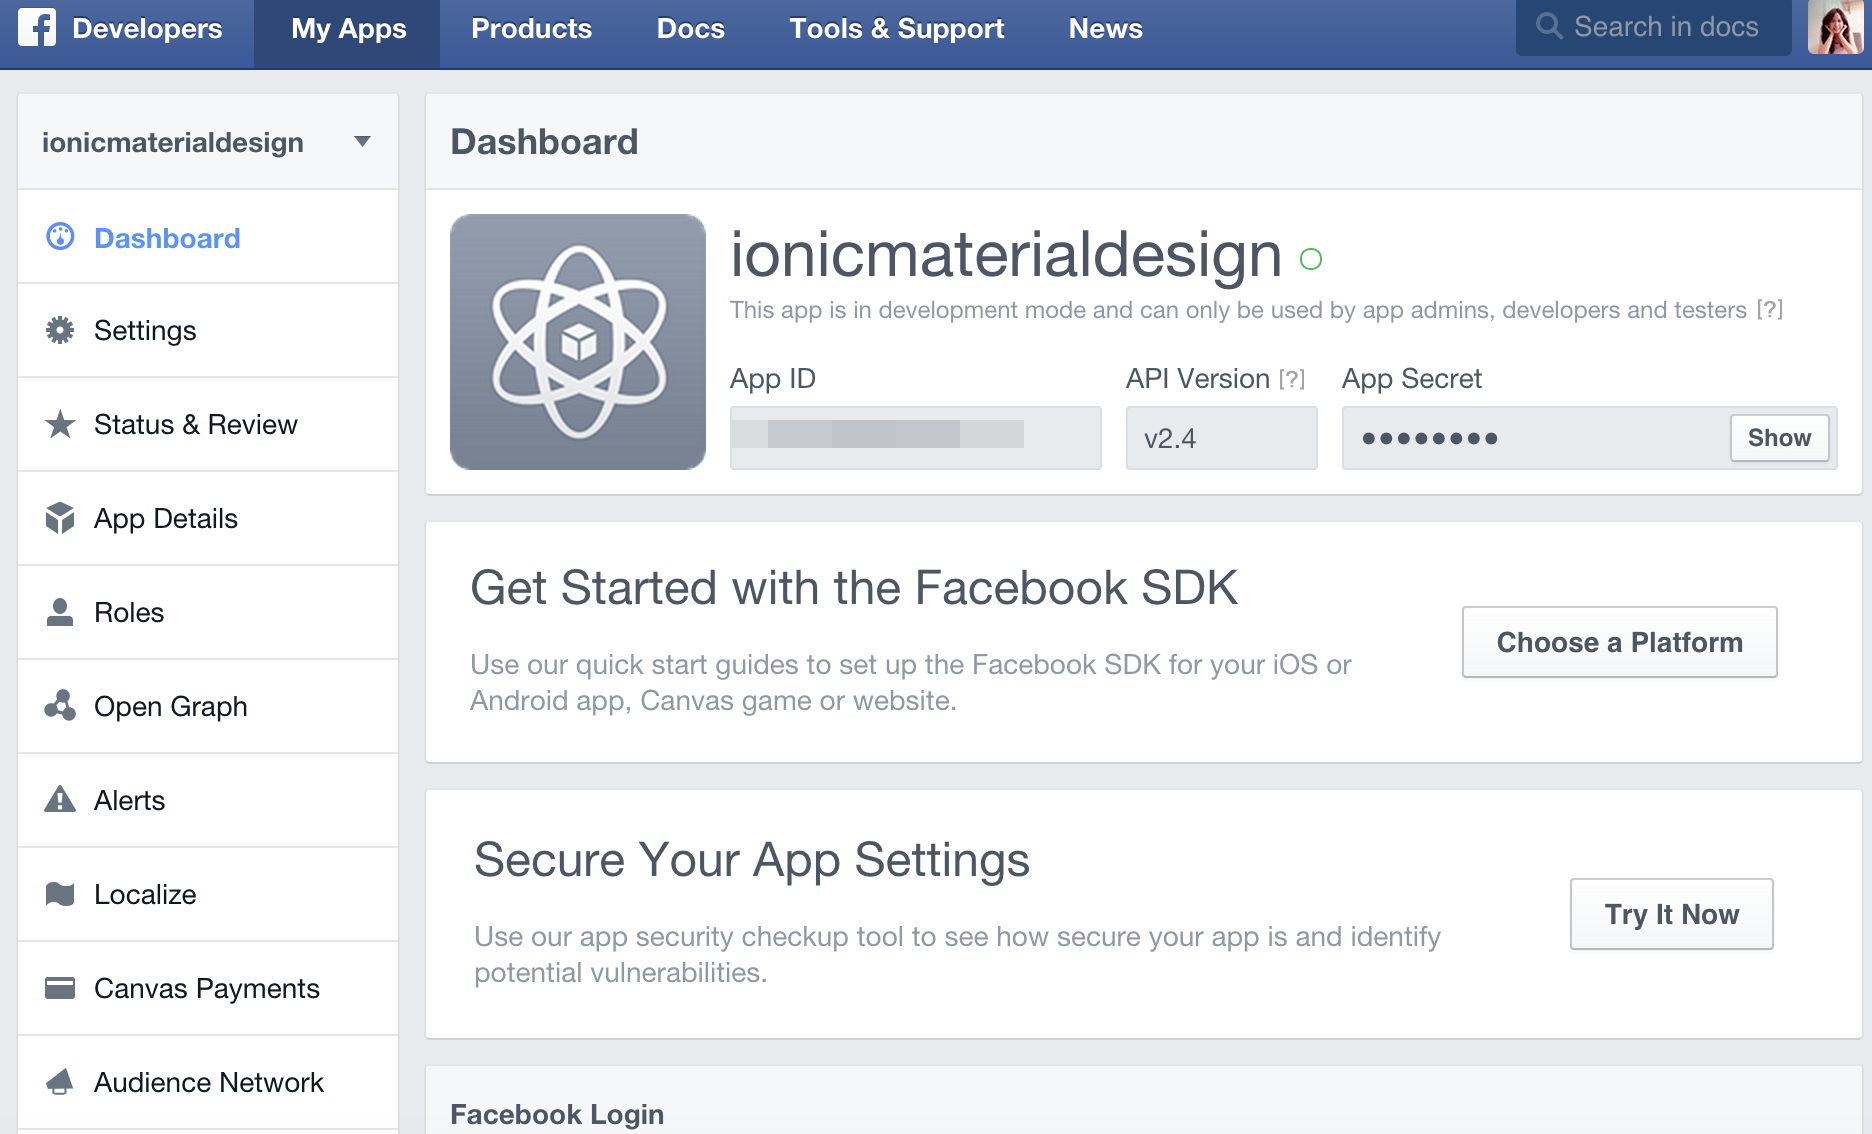 Developers
My Apps
Products
Docs
Tools & Support
News
Search in docs
ionicmaterialdesign
Dashboard
Settings
Status & Review
App Details
Roles
Open Graph
Alerts
Localize
Canvas Payments
Audience Network
Dashboard
ionicmaterialdesign
This app is in development mode and can only be used by app admins, developers and testers [?]
App ID
API Version [?]
v2.4
App Secret
●●●●●●●●
Show
Get Started with the Facebook SDK
Use our quick start guides to set up the Facebook SDK for your iOS or
Android app, Canvas game or website.
Choose a Platform
Secure Your App Settings
Use our app security checkup tool to see how secure your app is and identify
potential vulnerabilities.
Try It Now
Facebook Login